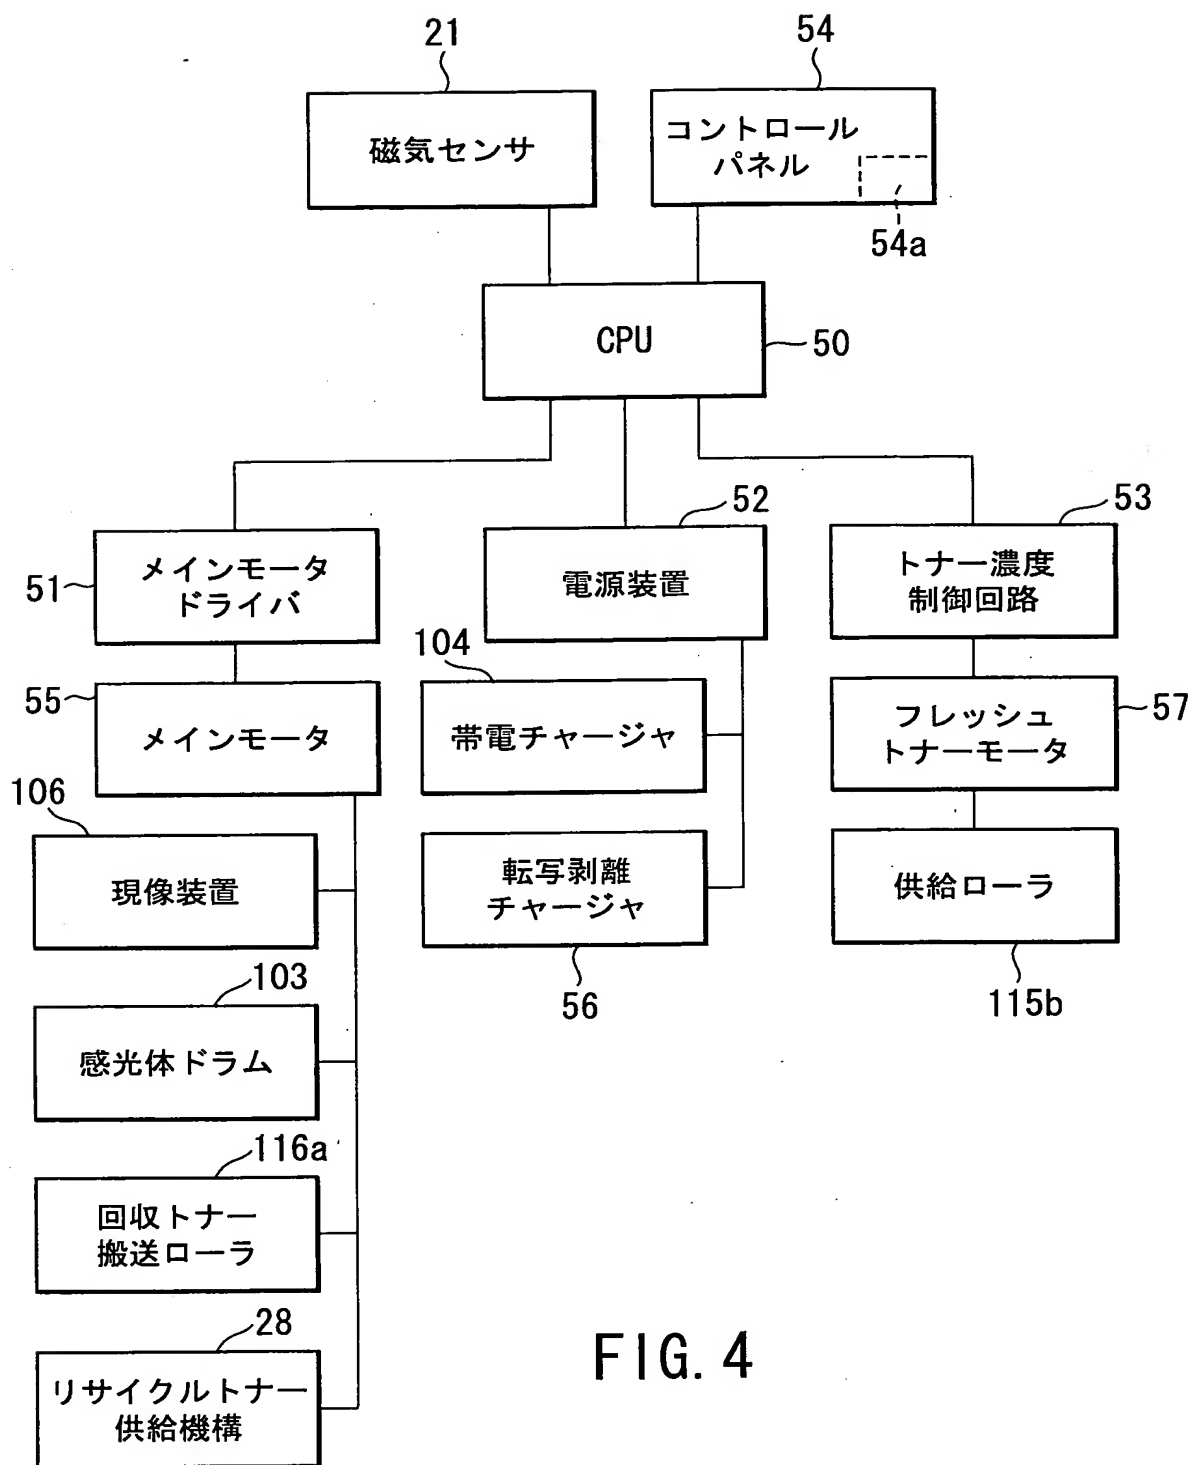 21
54
磁気センサ
コントロール
パネル
54a
CPU
50
52
53
51
メインモータ
ドライバ
電源装置
トナー濃度
制御回路
55
メインモータ
104
帯電チャージャ
フレッシュ
トナーモータ
57
106
現像装置
転写剥離
チャージャ
供給ローラ
56
115b
103
感光体ドラム
116a
回収トナー
搬送ローラ
28
リサイクルトナー
供給機構
FIG. 4